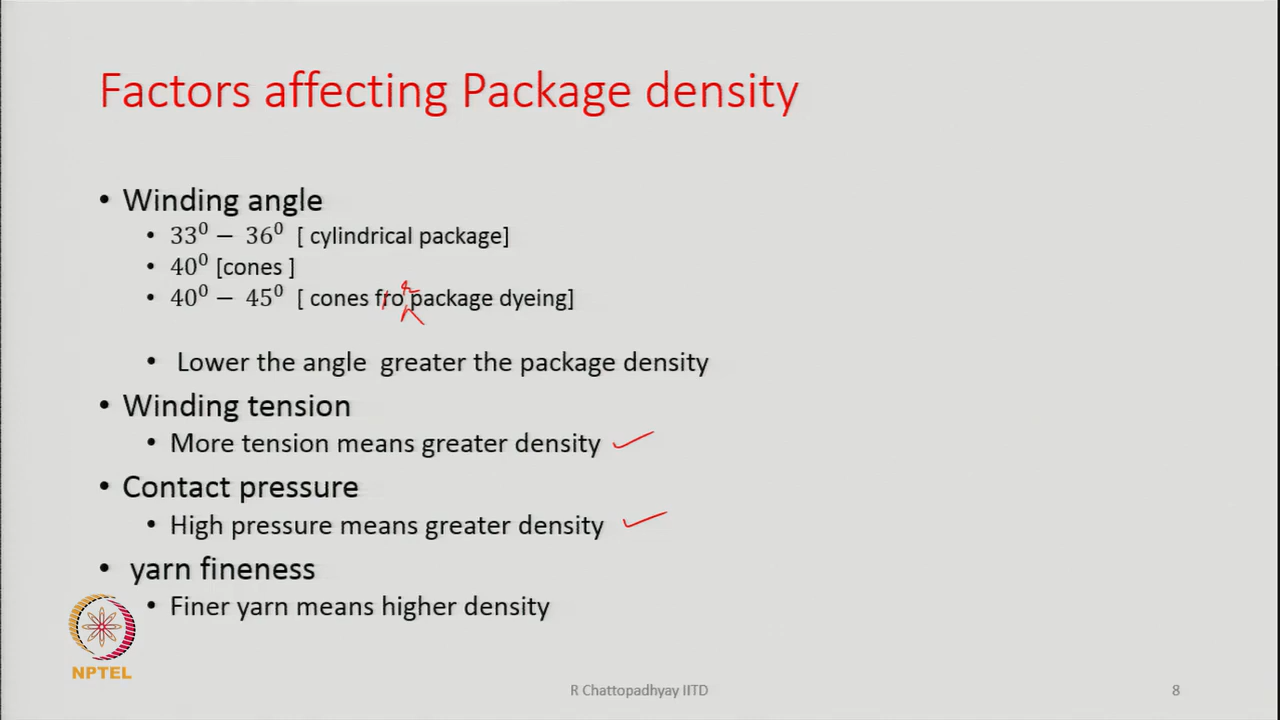 Factors affecting Package density
• Winding angle
• 33⁰ − 36⁰ [ cylindrical package]
• 40⁰ [cones ]
• 40⁰ − 45⁰ [ cones fro package dyeing]
r
• Lower the angle greater the package density
• Winding tension
• More tension means greater density
• Contact pressure
• High pressure means greater density
• yarn fineness
• Finer yarn means higher density
NPTEL
R Chattopadhyay IITD
8